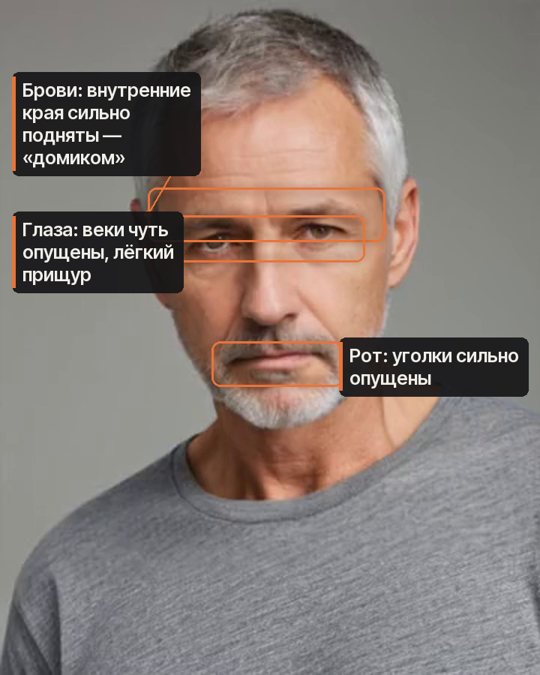 Брови: внутренние
края сильно
подняты —
«домиком»
Глаза: веки чуть
опущены, лёгкий
прищур
Рот: уголки сильно
опущены